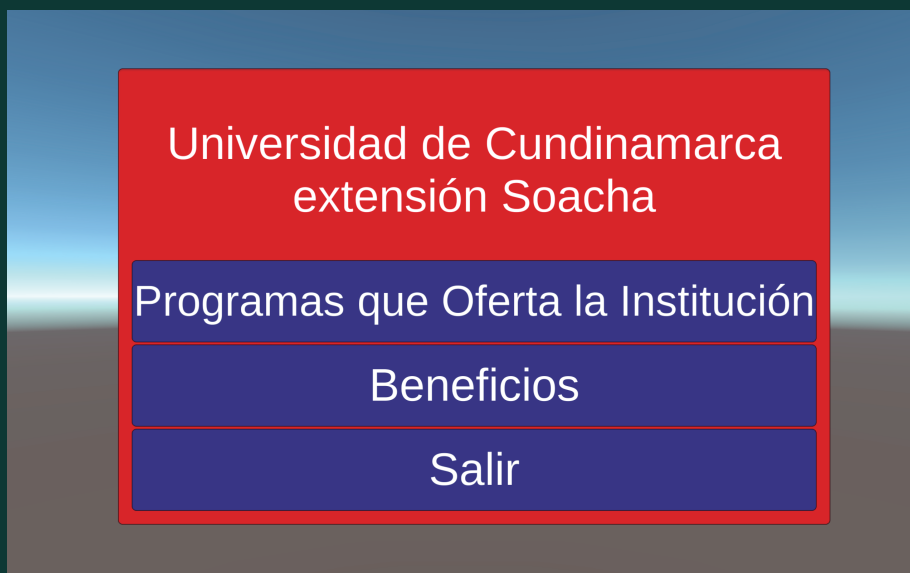 Universidad de Cundinamarca
extensión Soacha
Programas que Oferta la Institución
Beneficios
Salir